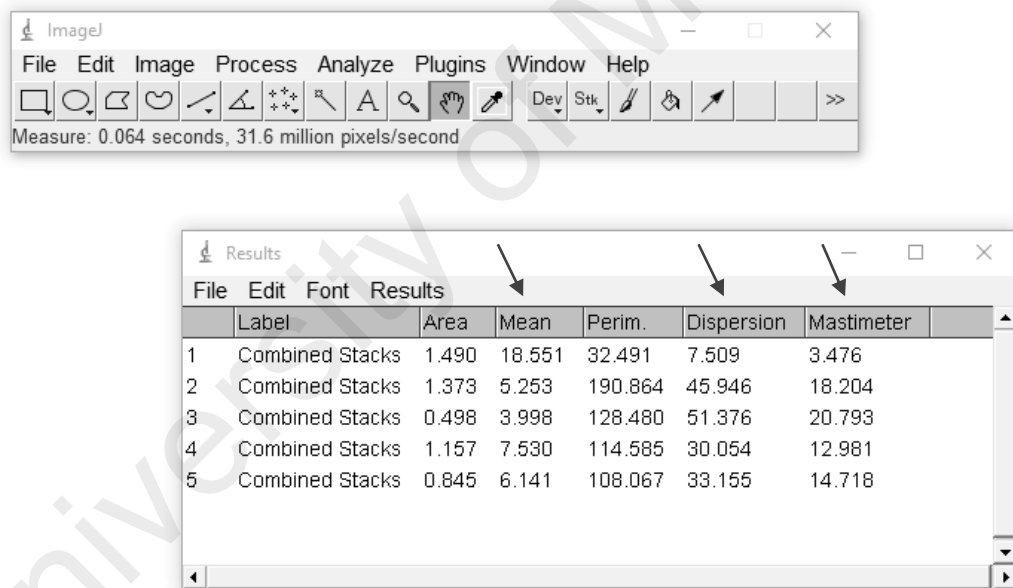 ImageJ
File Edit Image Process Analyze Plugins Window Help
A Dev Stk >>
Measure: 0.064 seconds, 31.6 million pixels/second
Results
File Edit Font Results
Label Area Mean Perim. Dispersion Mastimeter
1 Combined Stacks 1.490 18.551 32.491 7.509 3.476
2 Combined Stacks 1.373 5.253 190.864 45.946 18.204
3 Combined Stacks 0.498 3.998 128.480 51.376 20.793
4 Combined Stacks 1.157 7.530 114.585 30.054 12.981
5 Combined Stacks 0.845 6.141 108.067 33.155 14.718
niversity of M